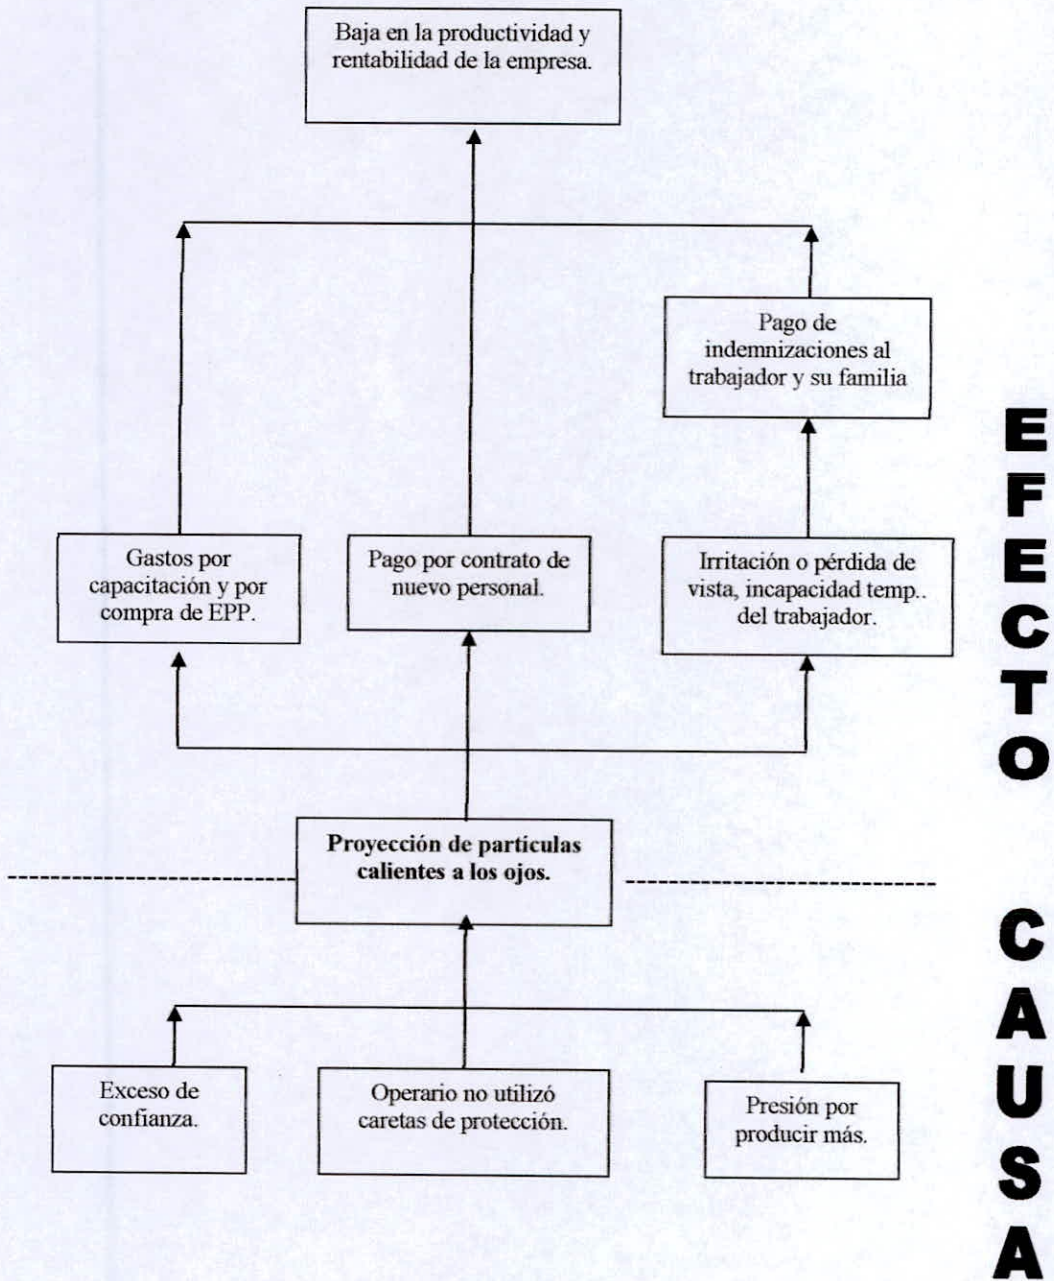 Baja en la productividad y
rentabilidad de la empresa.
Pago de
indemnizaciones al
trabajador y su familia
Gastos por
capacitación y por
compra de EPP.
Pago por contrato de
nuevo personal.
Irritación o pérdida de
vista, incapacidad temp..
del trabajador.
EFECTO
Proyección de particulas
calientes a los ojos.
Exceso de
confianza.
Operario no utilizó
caretas de protección.
Presión por
producir más.
CAUSA